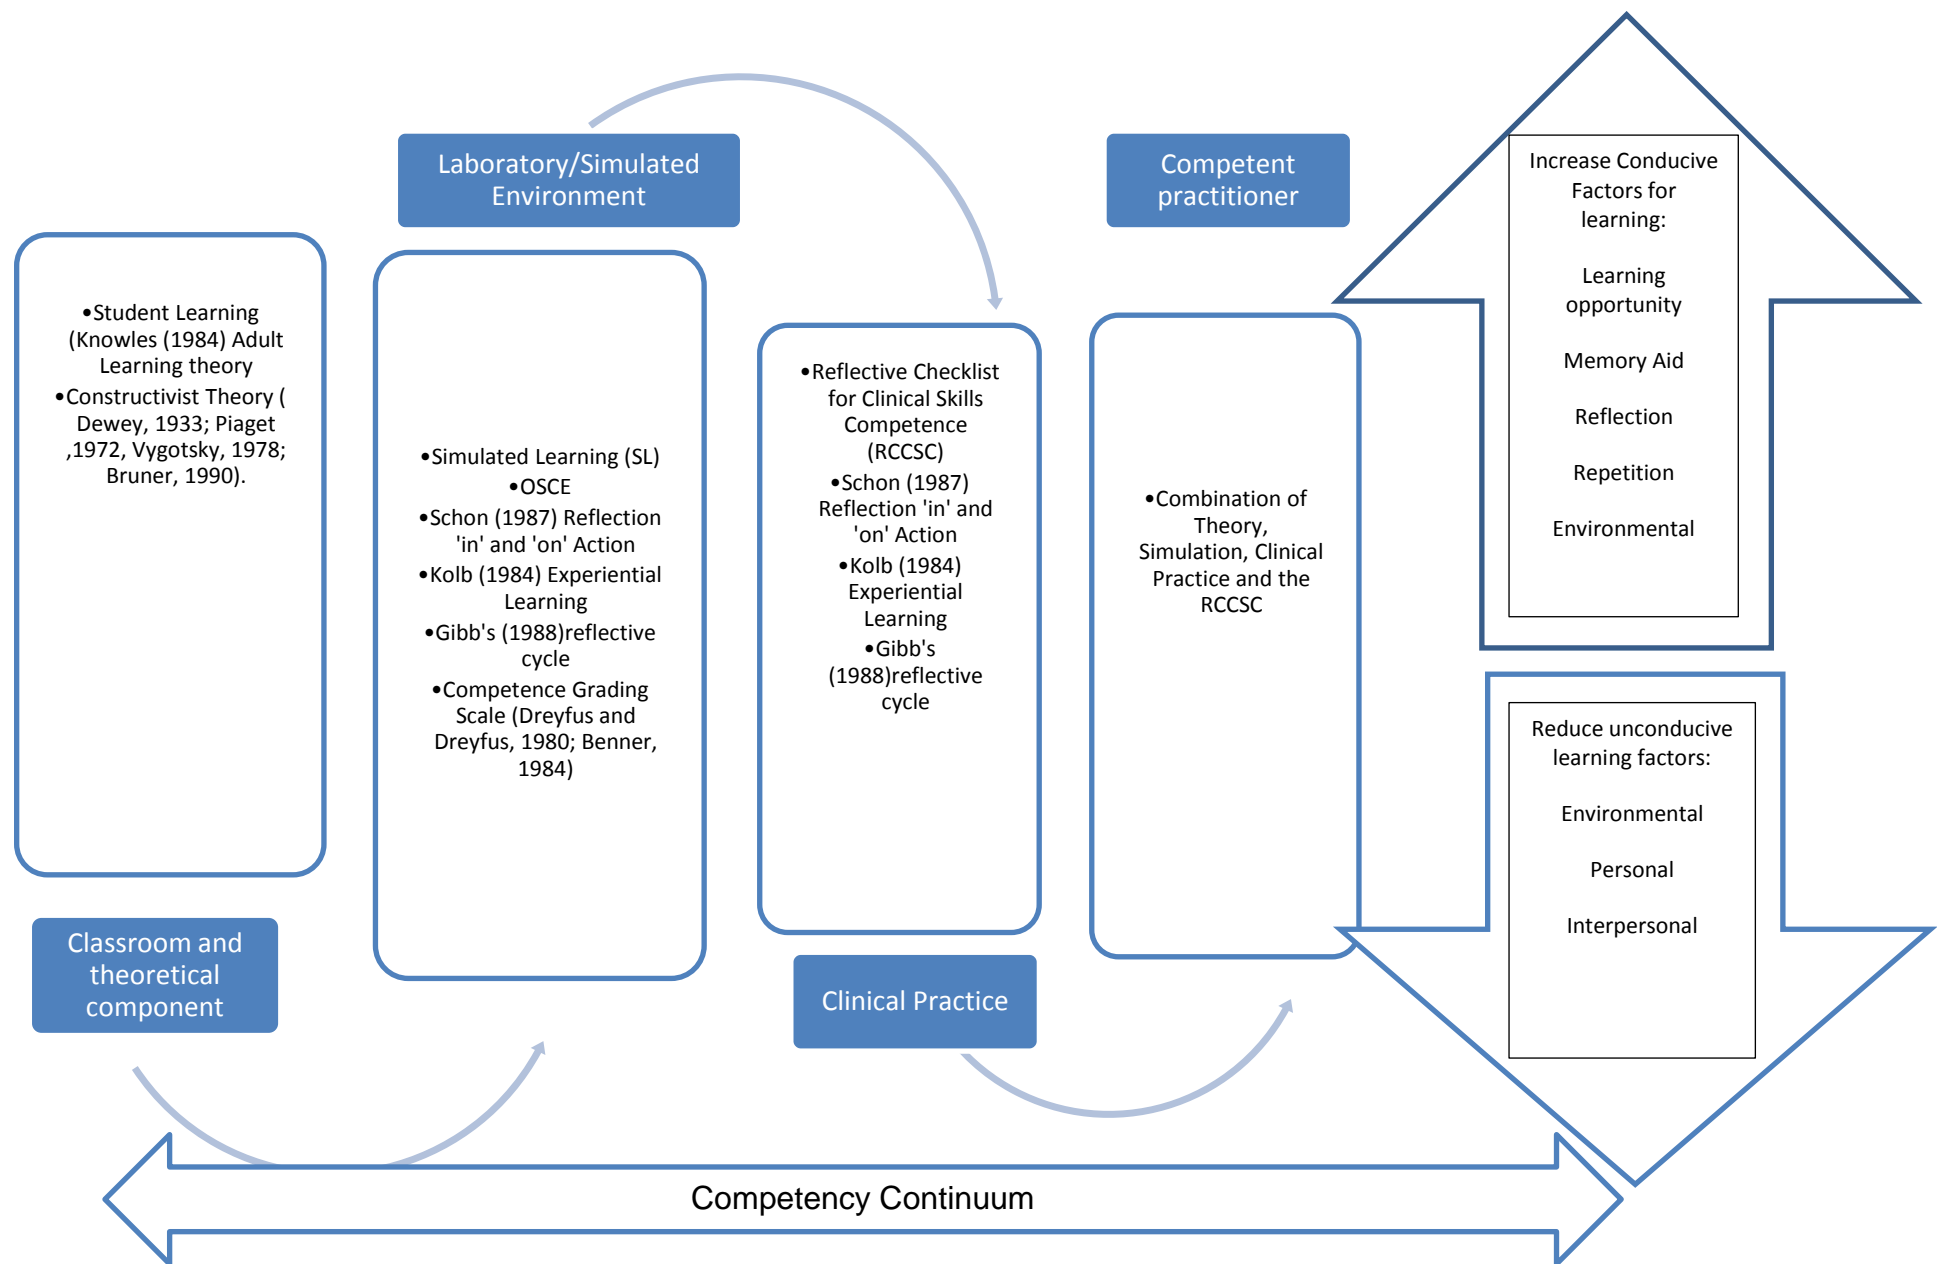 •Student Learning
(Knowles (1984) Adult
Learning theory
•Constructivist Theory (
Dewey, 1933; Piaget
,1972, Vygotsky, 1978;
Bruner, 1990).
Classroom and
theoretical
component
Laboratory/Simulated
Environment
•Simulated Learning (SL)
•OSCE
•Schon (1987) Reflection
'in' and 'on' Action
•Kolb (1984) Experiential
Learning
•Gibb's (1988)reflective
cycle
•Competence Grading
Scale (Dreyfus and
Dreyfus, 1980; Benner,
1984)
•Reflective Checklist
for Clinical Skills
Competence
(RCCSC)
•Schon (1987)
Reflection 'in' and
'on' Action
•Kolb (1984)
Experiential
Learning
•Gibb's
(1988)reflective
cycle
Clinical Practice
Competent
practitioner
•Combination of
Theory,
Simulation, Clinical
Practice and the
RCCSC
Increase Conducive
Factors for
learning:
Learning
opportunity
Memory Aid
Reflection
Repetition
Environmental
Reduce unconducive
learning factors:
Environmental
Personal
Interpersonal
Competency Continuum